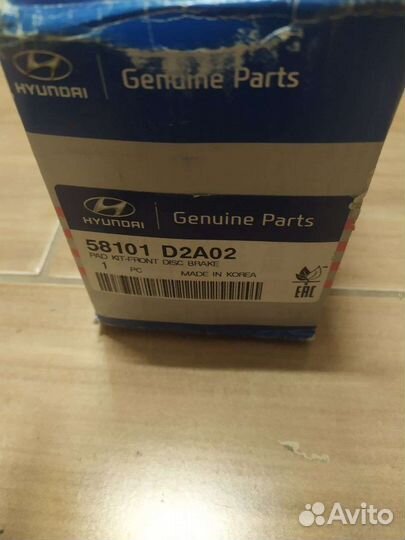 HYUNDAI
Genuine Parts
HYUNDAI
Genuine Parts
58101 D2A02
PAD KIT-FRONT DISC BRAKE
1 PC MADE IN KOREA
EAC
Avito